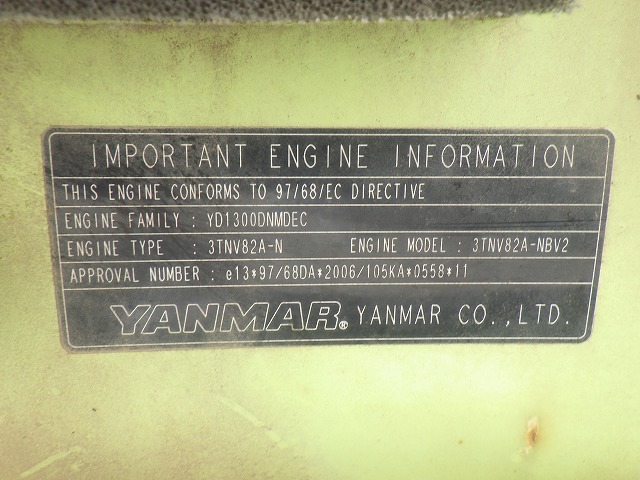 IMPORTANT ENGINE INFORMATION
THIS ENGINE CONFORMS TO 97/68/EC DIRECTIVE
ENGINE FAMILY : YD1300DNMDEC
ENGINE TYPE : 3TNV82A-N ENGINE MODEL : 3TNV82A-NBV2
APPROVAL NUMBER : e13*97/68DA*2006/105KA*0558*11
YANMAR® YANMAR CO.,LTD.